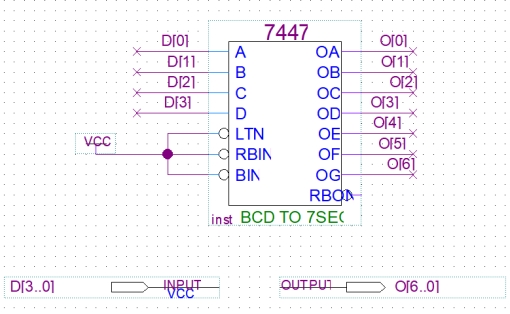 7447
D[0] A OA O[0]
D[1] B OB O[1]
D[2] C OC O[2]
D[3] D OD O[3]
LTN OE O[4]
VCC RBIN OF O[5]
BIN OG O[6]
RBON
inst BCD TO 7SEG
D[3..0] INPUT OUTPUT O[6..0]
VCC